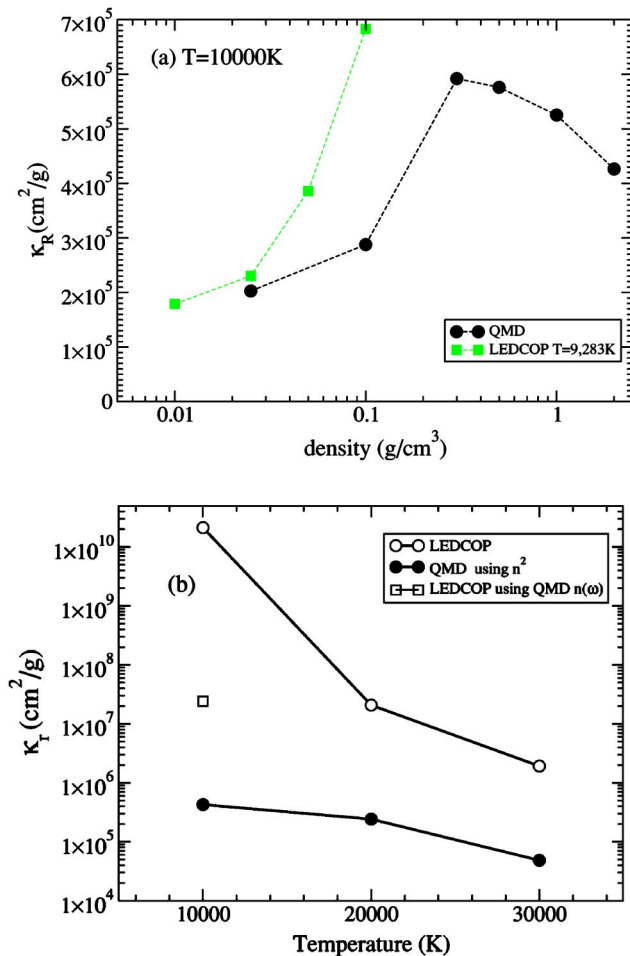 7×10⁵
(a) T=10000K
6×10⁵
5×10⁵
4×10⁵
κ_R(cm²/g)
3×10⁵
2×10⁵
1×10⁵
0
QMD
LEDCOP T=9,283K
0.01 0.1 1
density (g/cm³)
1×10¹⁰
LEDCOP
QMD using n²
LEDCOP using QMD n(ω)
(b)
1×10⁹
1×10⁸
1×10⁷
κ_r (cm²/g)
1×10⁶
1×10⁵
1×10⁴
10000 20000 30000
Temperature (K)